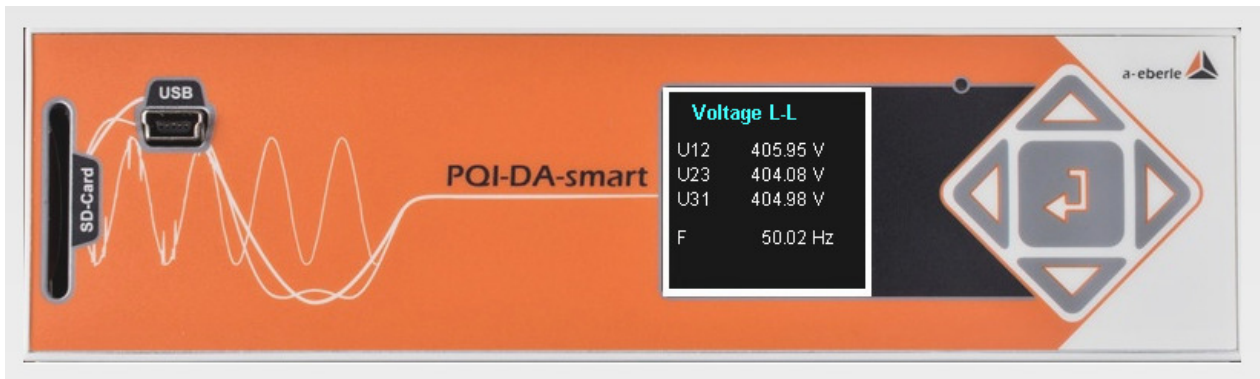 USB
SD-Card
PQI-DA-smart
Voltage L-L
U12 405.95 V
U23 404.08 V
U31 404.98 V
F 50.02 Hz
a-eberle